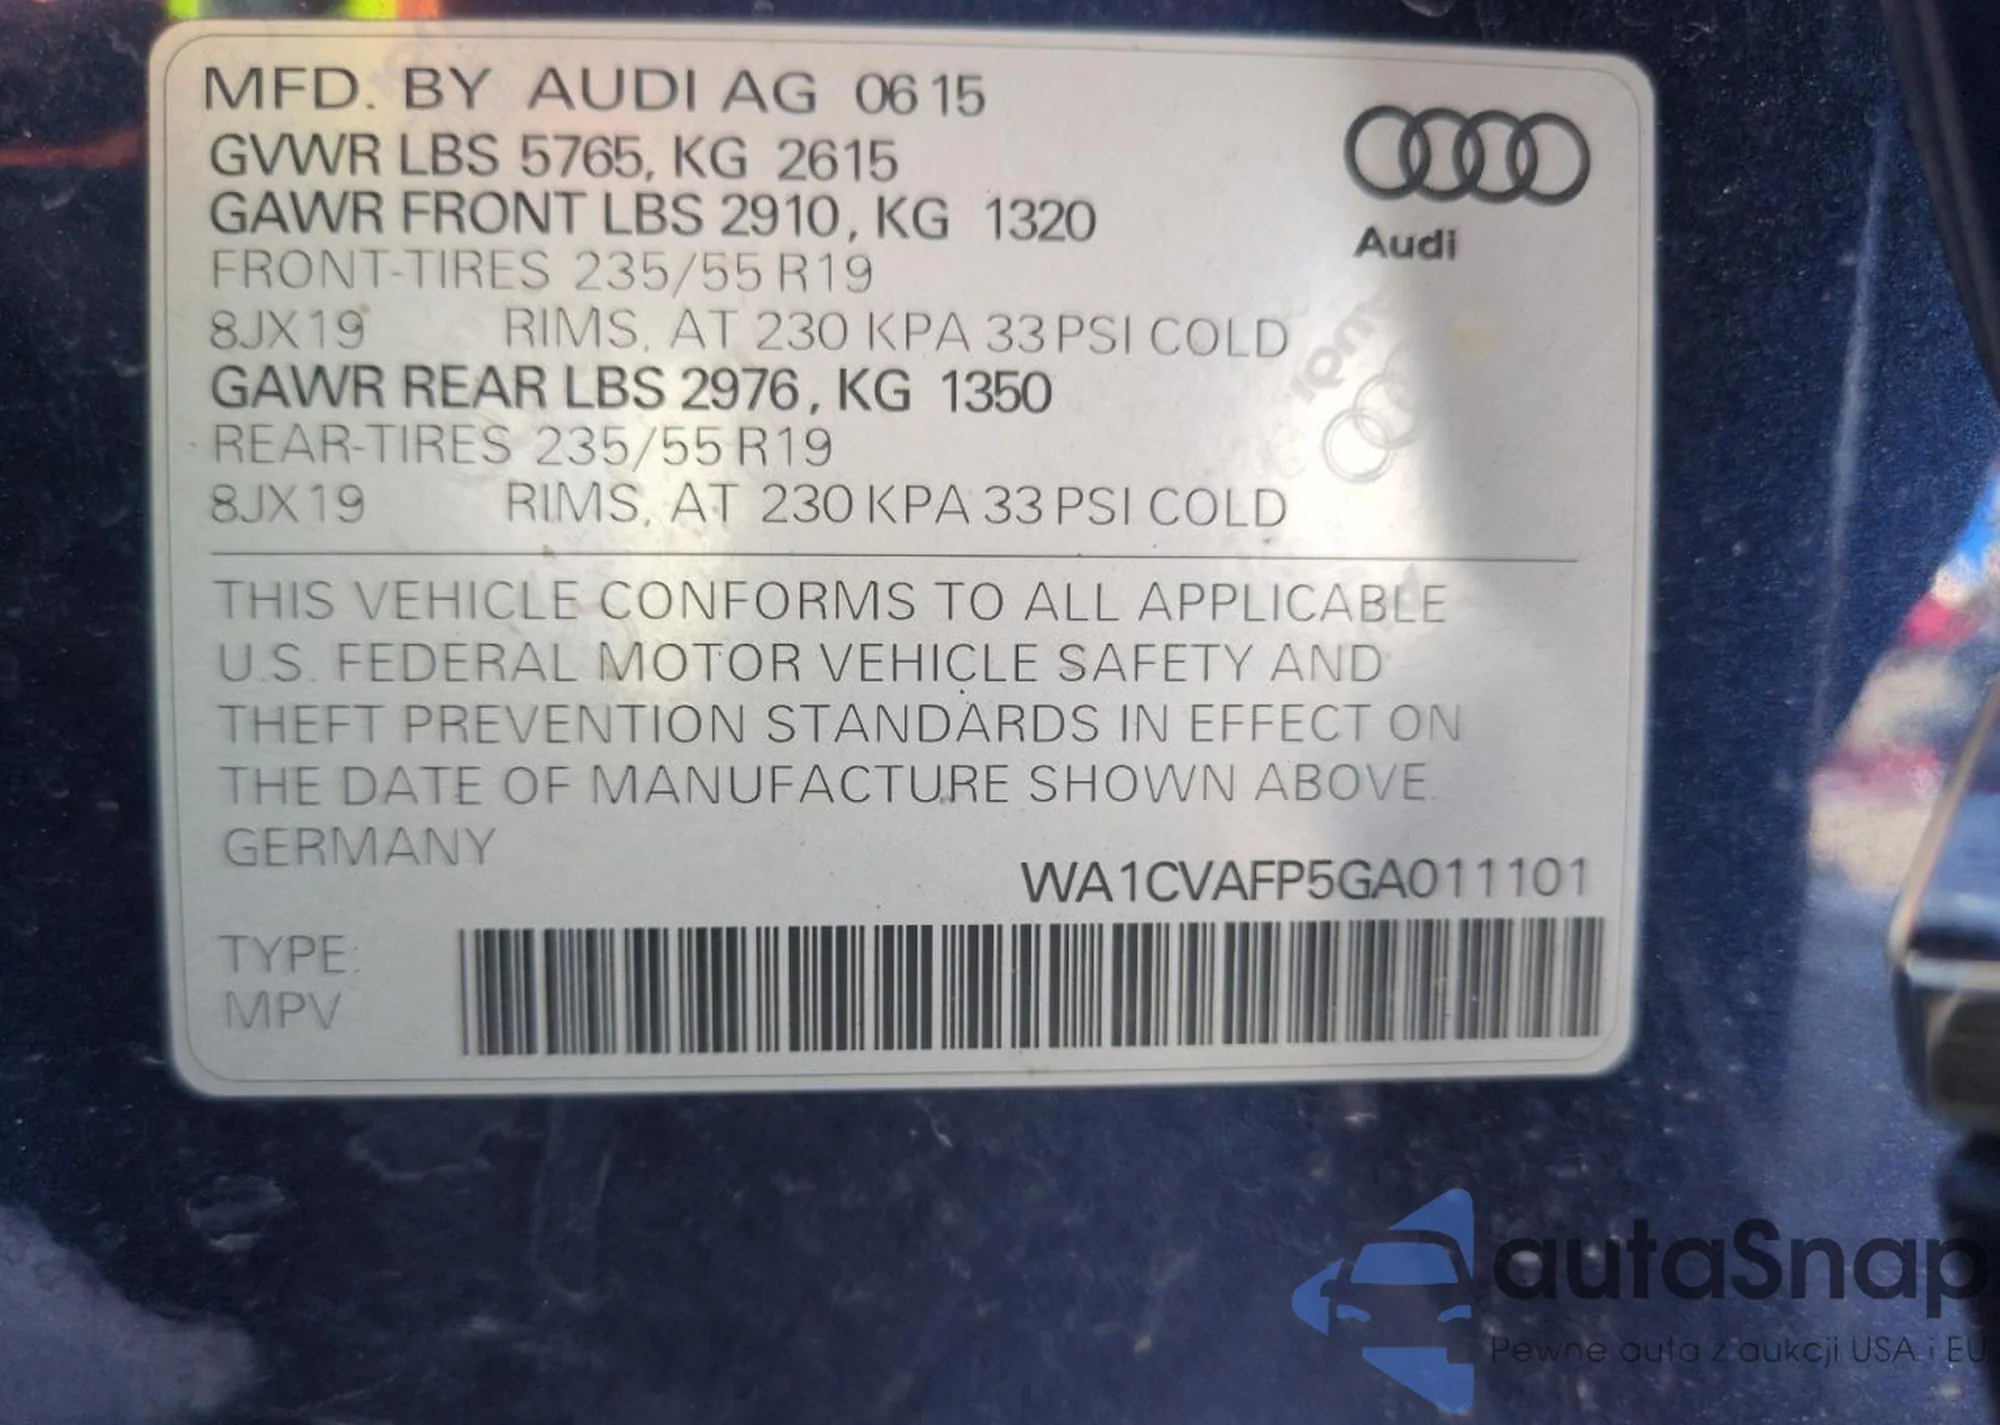 MFD. BY AUDI AG 06 15
GVWR LBS 5765, KG 2615
GAWR FRONT LBS 2910, KG 1320
FRONT-TIRES 235/55 R19
8JX19 RIMS, AT 230 KPA 33 PSI COLD
GAWR REAR LBS 2976, KG 1350
REAR-TIRES 235/55 R19
8JX19 RIMS, AT 230 KPA 33 PSI COLD
Audi
THIS VEHICLE CONFORMS TO ALL APPLICABLE
U.S. FEDERAL MOTOR VEHICLE SAFETY AND
THEFT PREVENTION STANDARDS IN EFFECT ON
THE DATE OF MANUFACTURE SHOWN ABOVE.
GERMANY
WA1CVAFP5GA011101
TYPE:
MPV
autaSnap
Pewne auta z aukcji USA i EU